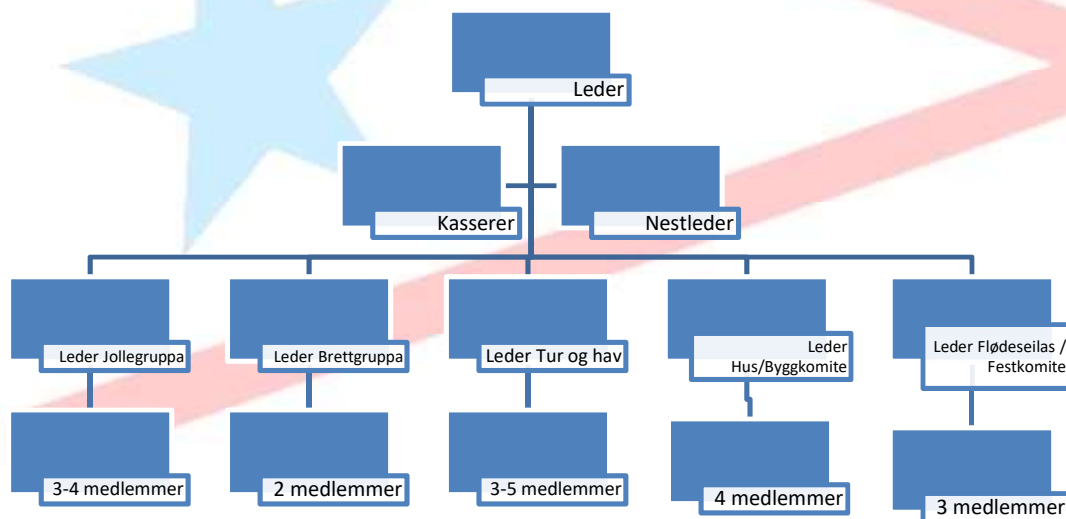 Leder
Kasserer
Nestleder
Leder Jollegruppa
Leder Brettgruppa
Leder Tur og hav
Leder
Hus/Byggkomite
Leder Flødeseilas /
Festkomite
3-4 medlemmer
2 medlemmer
3-5 medlemmer
4 medlemmer
3 medlemmer